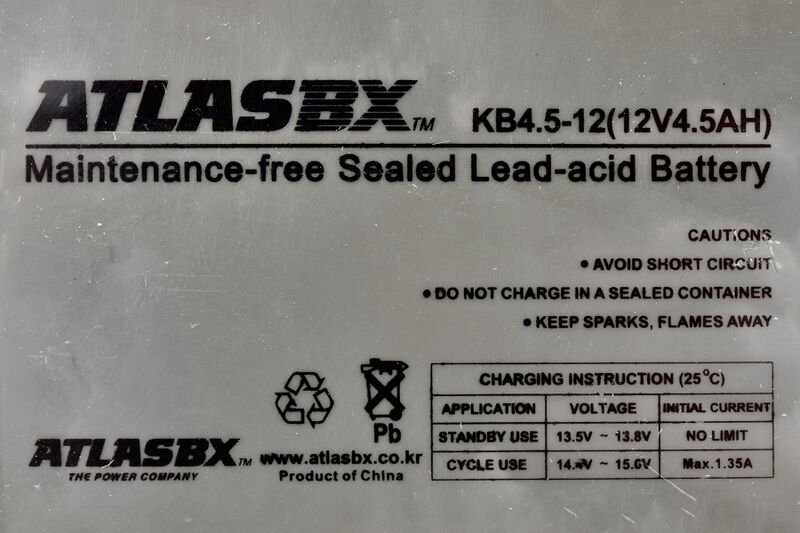 ATLASBX™ KB4.5-12(12V4.5AH)
Maintenance-free Sealed Lead-acid Battery
CAUTIONS
• AVOID SHORT CIRCUIT
• DO NOT CHARGE IN A SEALED CONTAINER
• KEEP SPARKS, FLAMES AWAY
CHARGING INSTRUCTION (25°C)
APPLICATION VOLTAGE INITIAL CURRENT
STANDBY USE 13.5V ~ 13.8V NO LIMIT
CYCLE USE ~ Max.1.35A
Pb
ATLASBX™ www.atlasbx.co.kr
THE POWER COMPANY Product of China